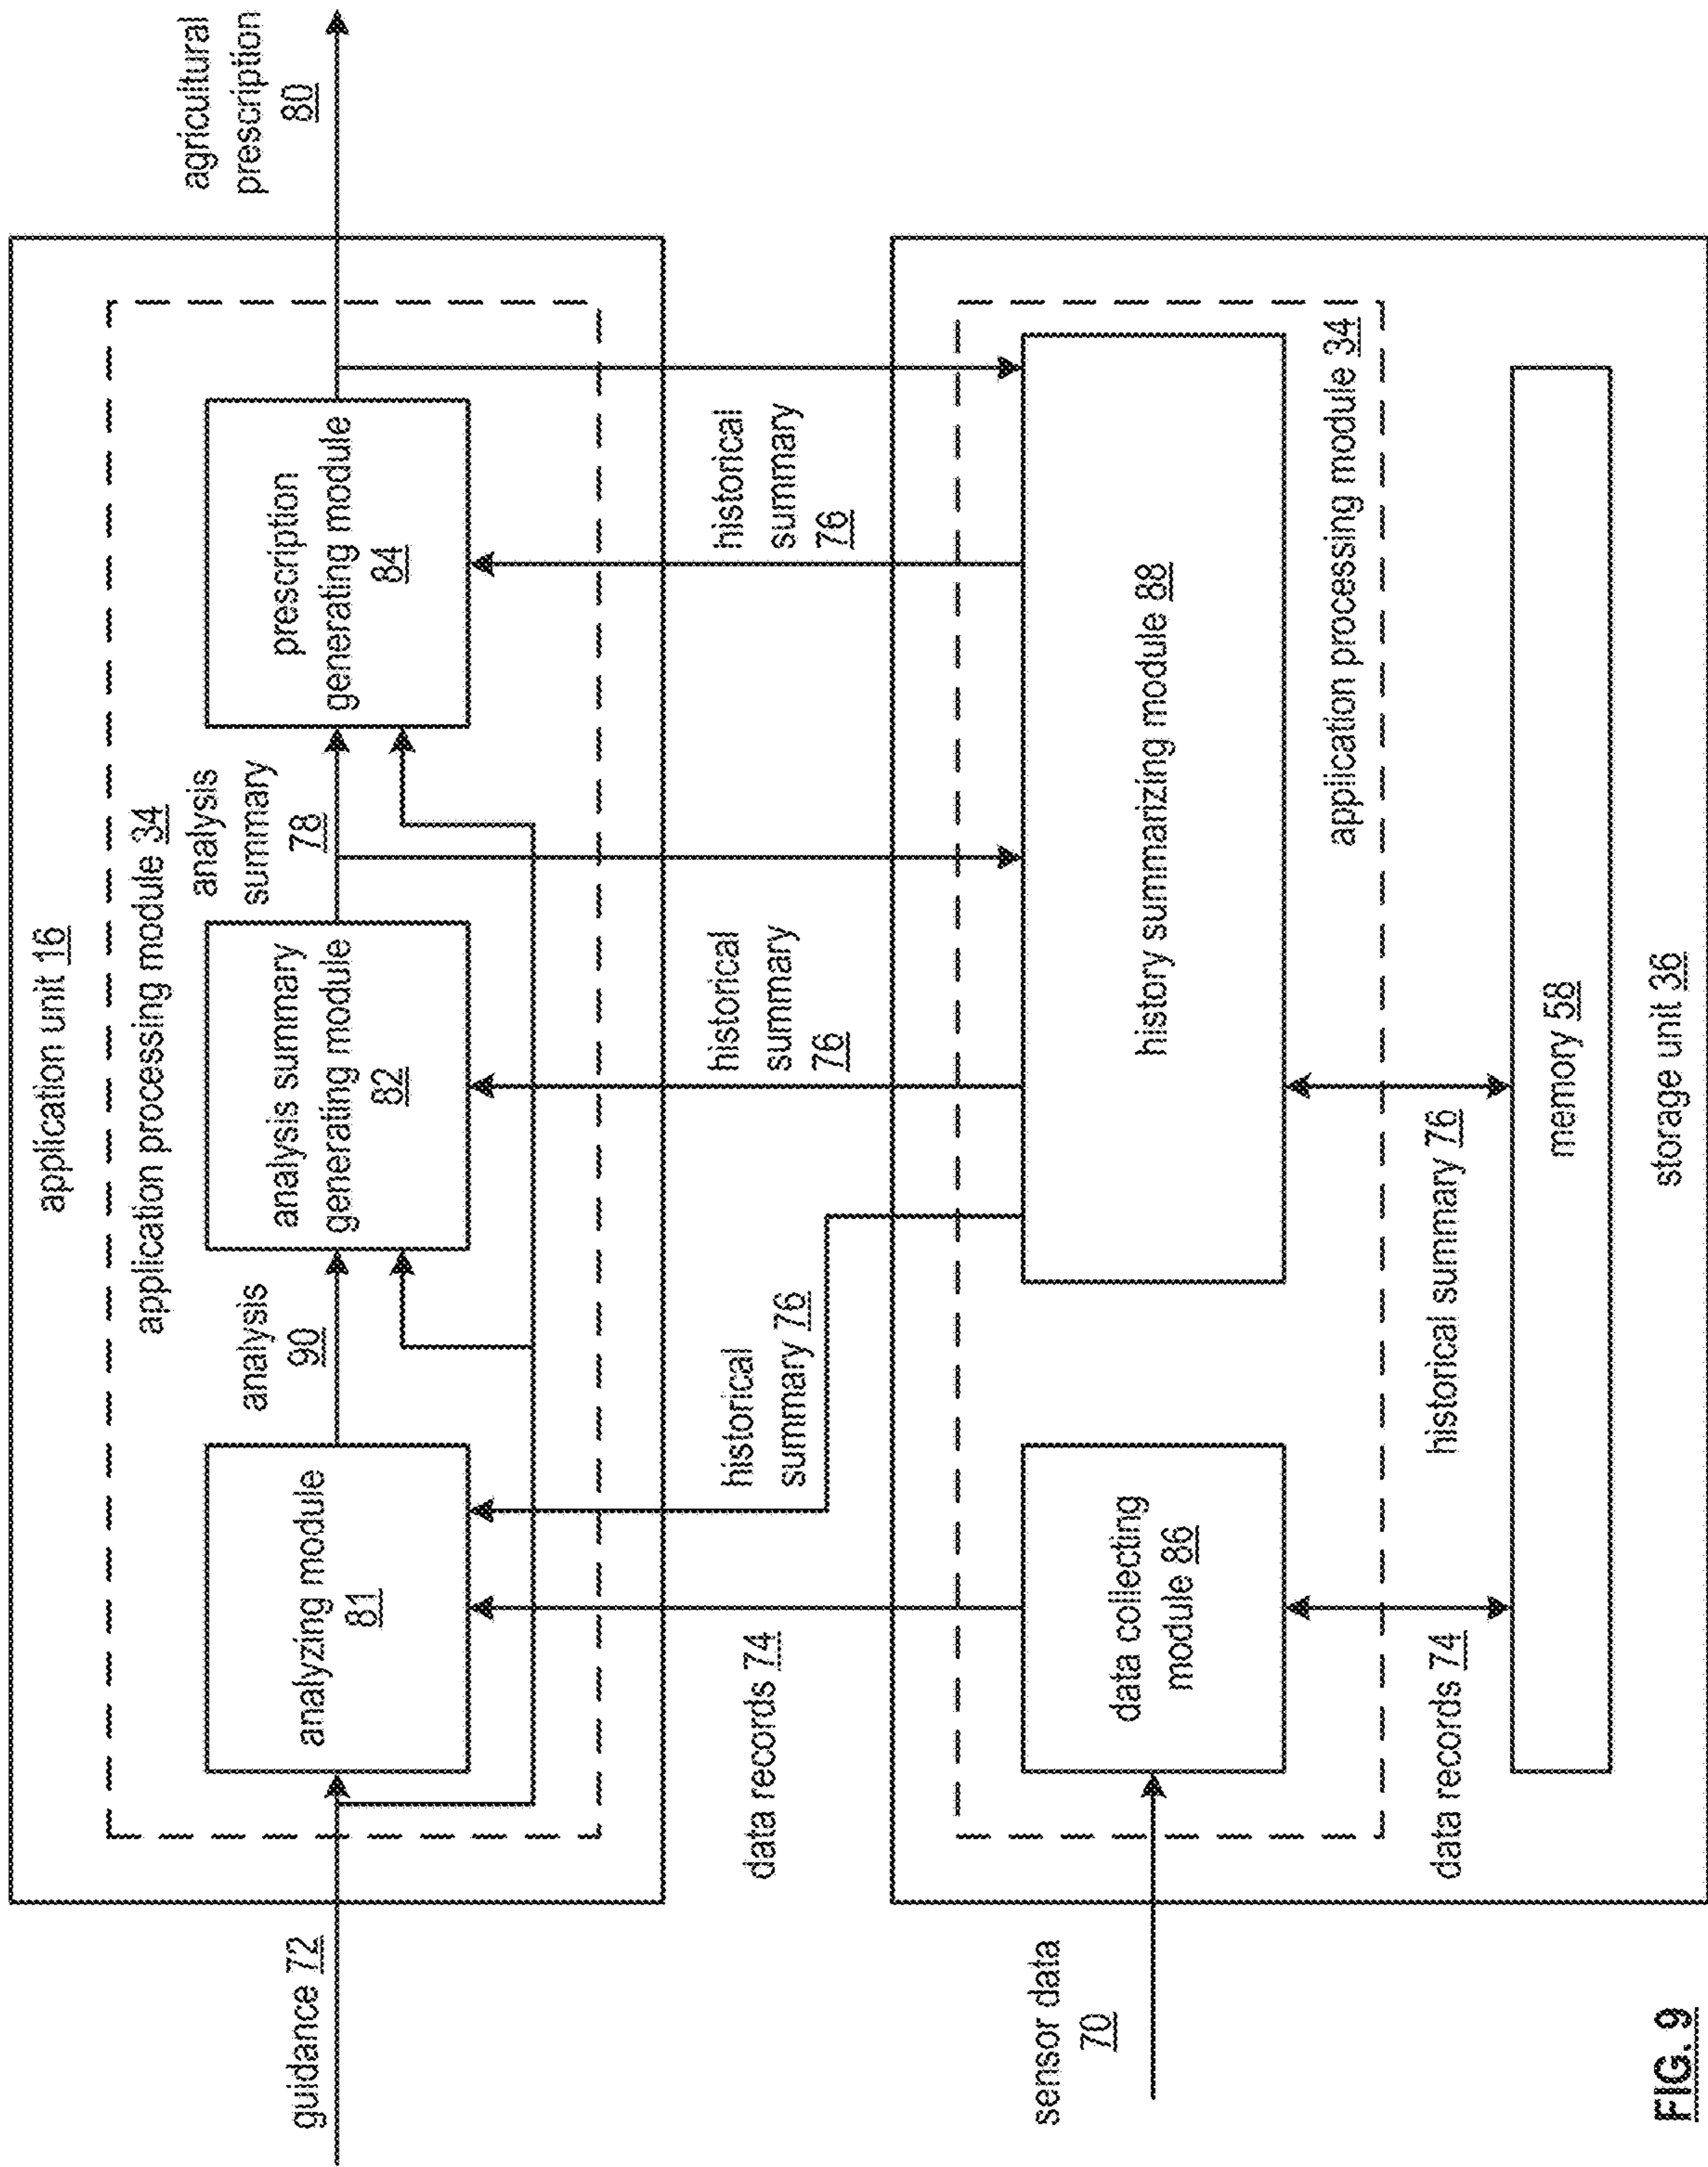 application unit 16
application processing module 34
guidance 72
analyzing module
81
analysis
90
analysis summary
generating module
82
analysis
summary
78
prescription
generating module
84
agricultural
prescription
80
data records 74
historical
summary 76
historical
summary
76
historical
summary
76
sensor data
70
data collecting
module 86
history summarizing module 88
application processing module 34
data records 74
historical summary 76
memory 58
storage unit 36
FIG. 9